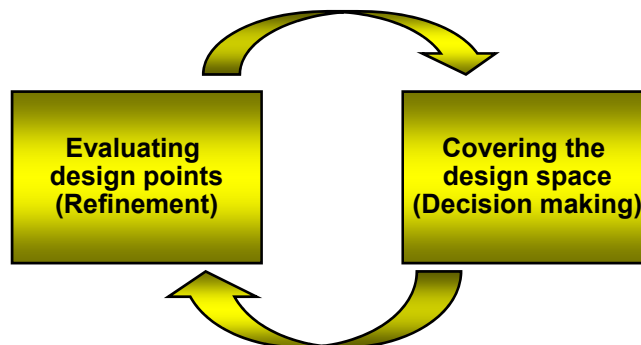 Evaluating
design points
(Refinement)
Covering the
design space
(Decision making)